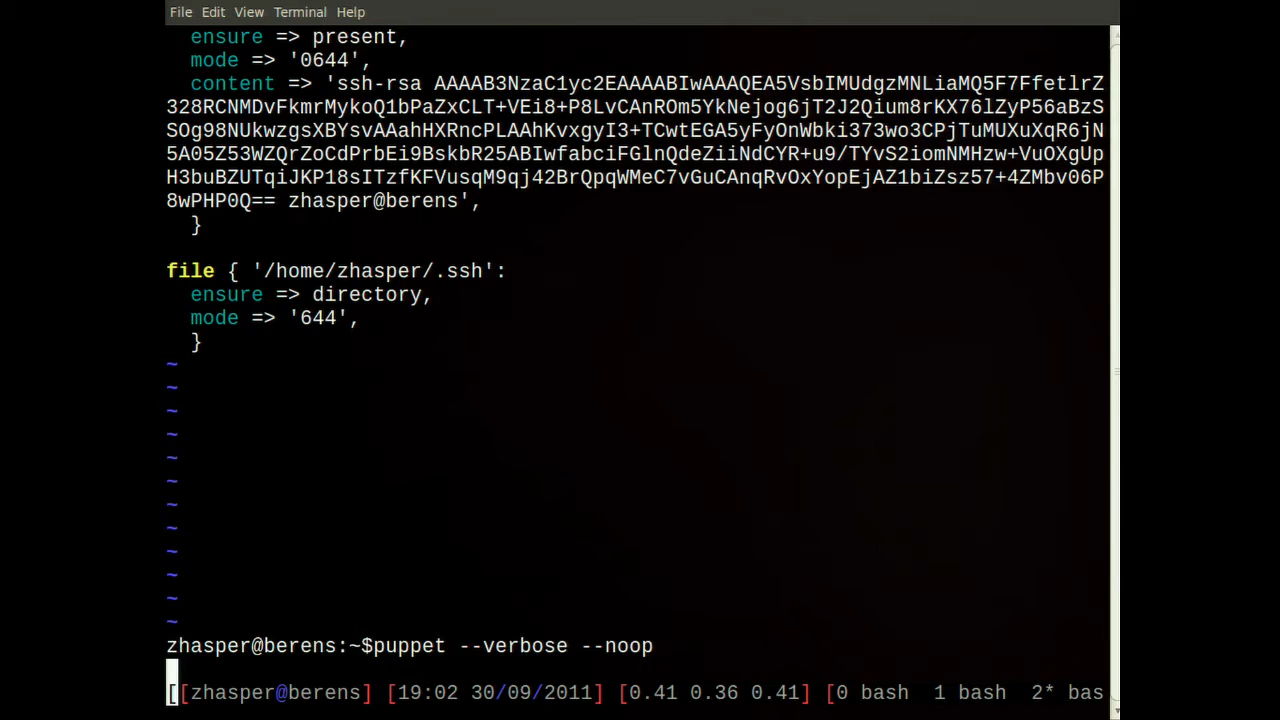 File Edit View Terminal Help
  ensure => present,
  mode => '0644',
  content => 'ssh-rsa AAAAB3NzaC1yc2EAAAABIwAAAQEA5VsbIMUdgzMNLiaMQ5F7FfetlrZ
328RCNMDvFkmrMykoQ1bPaZxCLT+VEi8+P8LvCAnROm5YkNejog6jT2J2Qium8rKX76lZyP56aBzS
SOg98NUkwzgsXBYsvAAahHXRncPLAAhKvxgyI3+TCwtEGA5yFyOnWbki373wo3CPjTuMUXuXqR6jN
5A05Z53WZQrZoCdPrbEi9BskbR25ABIwfabciFGlnQdeZiiNdCYR+u9/TYvS2iomNMHzw+VuOXgUp
H3buBZUTqiJKP18sITzfKFVusqM9qj42BrQpqWMeC7vGuCAnqRvOxYopEjAZ1biZsz57+4ZMbv06P
8wPHP0Q== zhasper@berens',
  }
file { '/home/zhasper/.ssh':
  ensure => directory,
  mode => '644',
  }
~
~
~
~
~
~
~
~
~
~
~
~
zhasper@berens:~$puppet --verbose --noop
[[zhasper@berens] [19:02 30/09/2011] [0.41 0.36 0.41] [0 bash  1 bash  2* bas